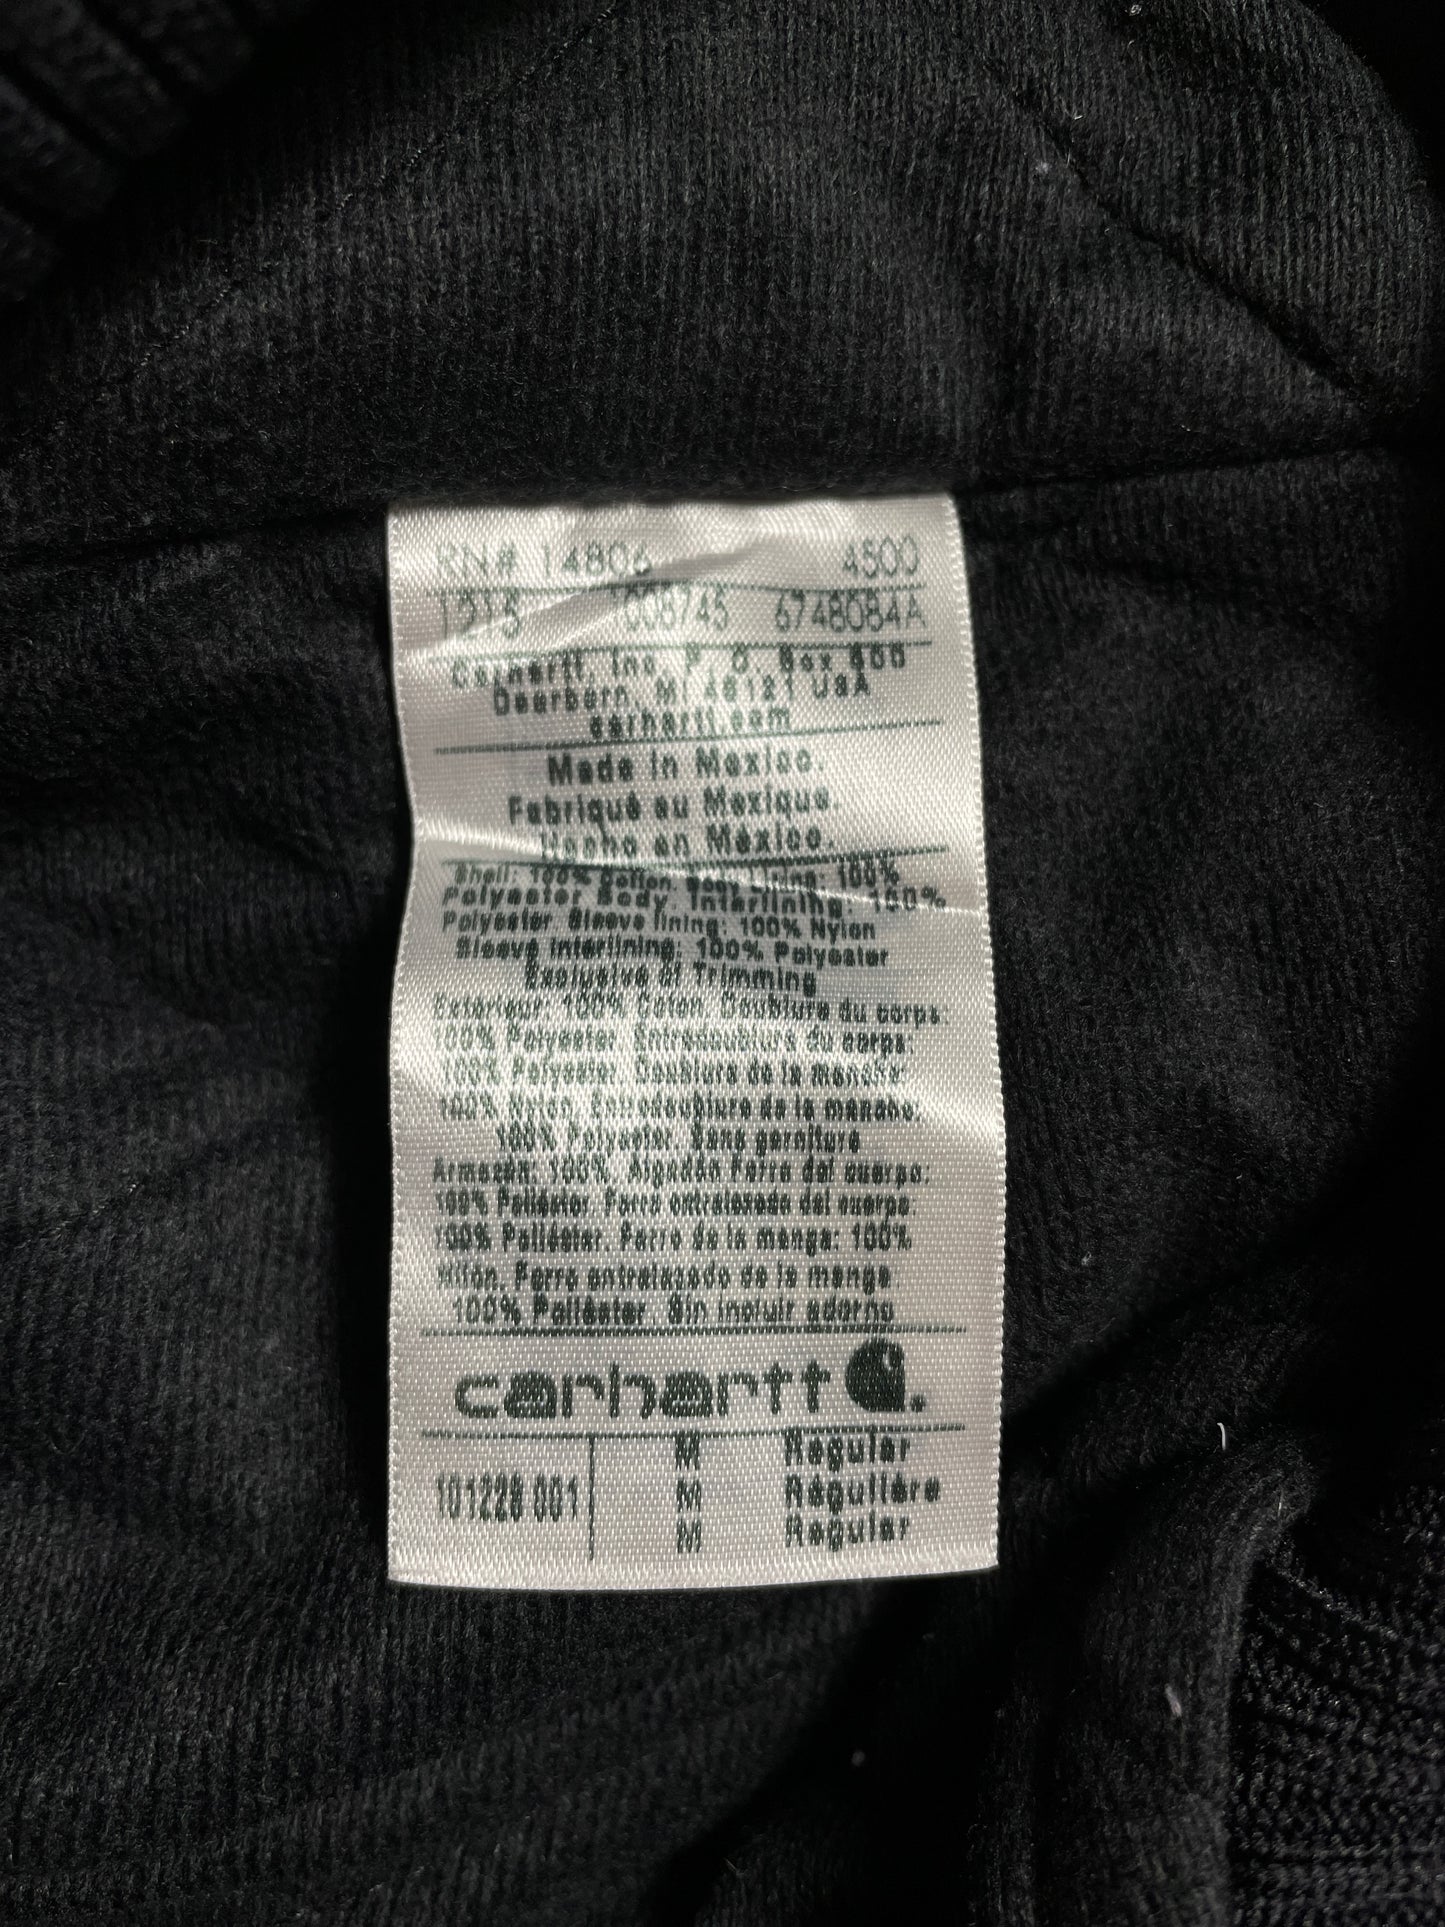 RN# 14806 4500
1215 008745 6748084A
Carhartt, Inc. P. O. Box 600
Dearborn, MI 48121 USA
carhartt.com
Made in Mexico.
Fabriqué au Mexique.
Hecho en México.
Shell: 100% Cotton. Body Lining: 100%
Polyester Body. Interlining: 100%
Polyester Sleeve lining: 100% Nylon
Sleeve Interlining: 100% Polyester
Exclusive of Trimming
Extérieur: 100% Coton. Doublure du corps:
100% Polyester. Entredoublure du corps:
100% Polyester. Doublure de la manche:
100% Nylon. Entredoublure de la manche:
100% Polyester. Sans garniture
Armazón: 100% Algodón Forro del cuerpo:
100% Poliéster. Forro entrelazado del cuerpo:
100% Poliéster. Forro de la manga: 100%
Nilón. Forro entrelazado de la manga:
100% Poliéster. Sin incluir adorno
carhartt
M Regular
101228 001 M Régulière
M Regular